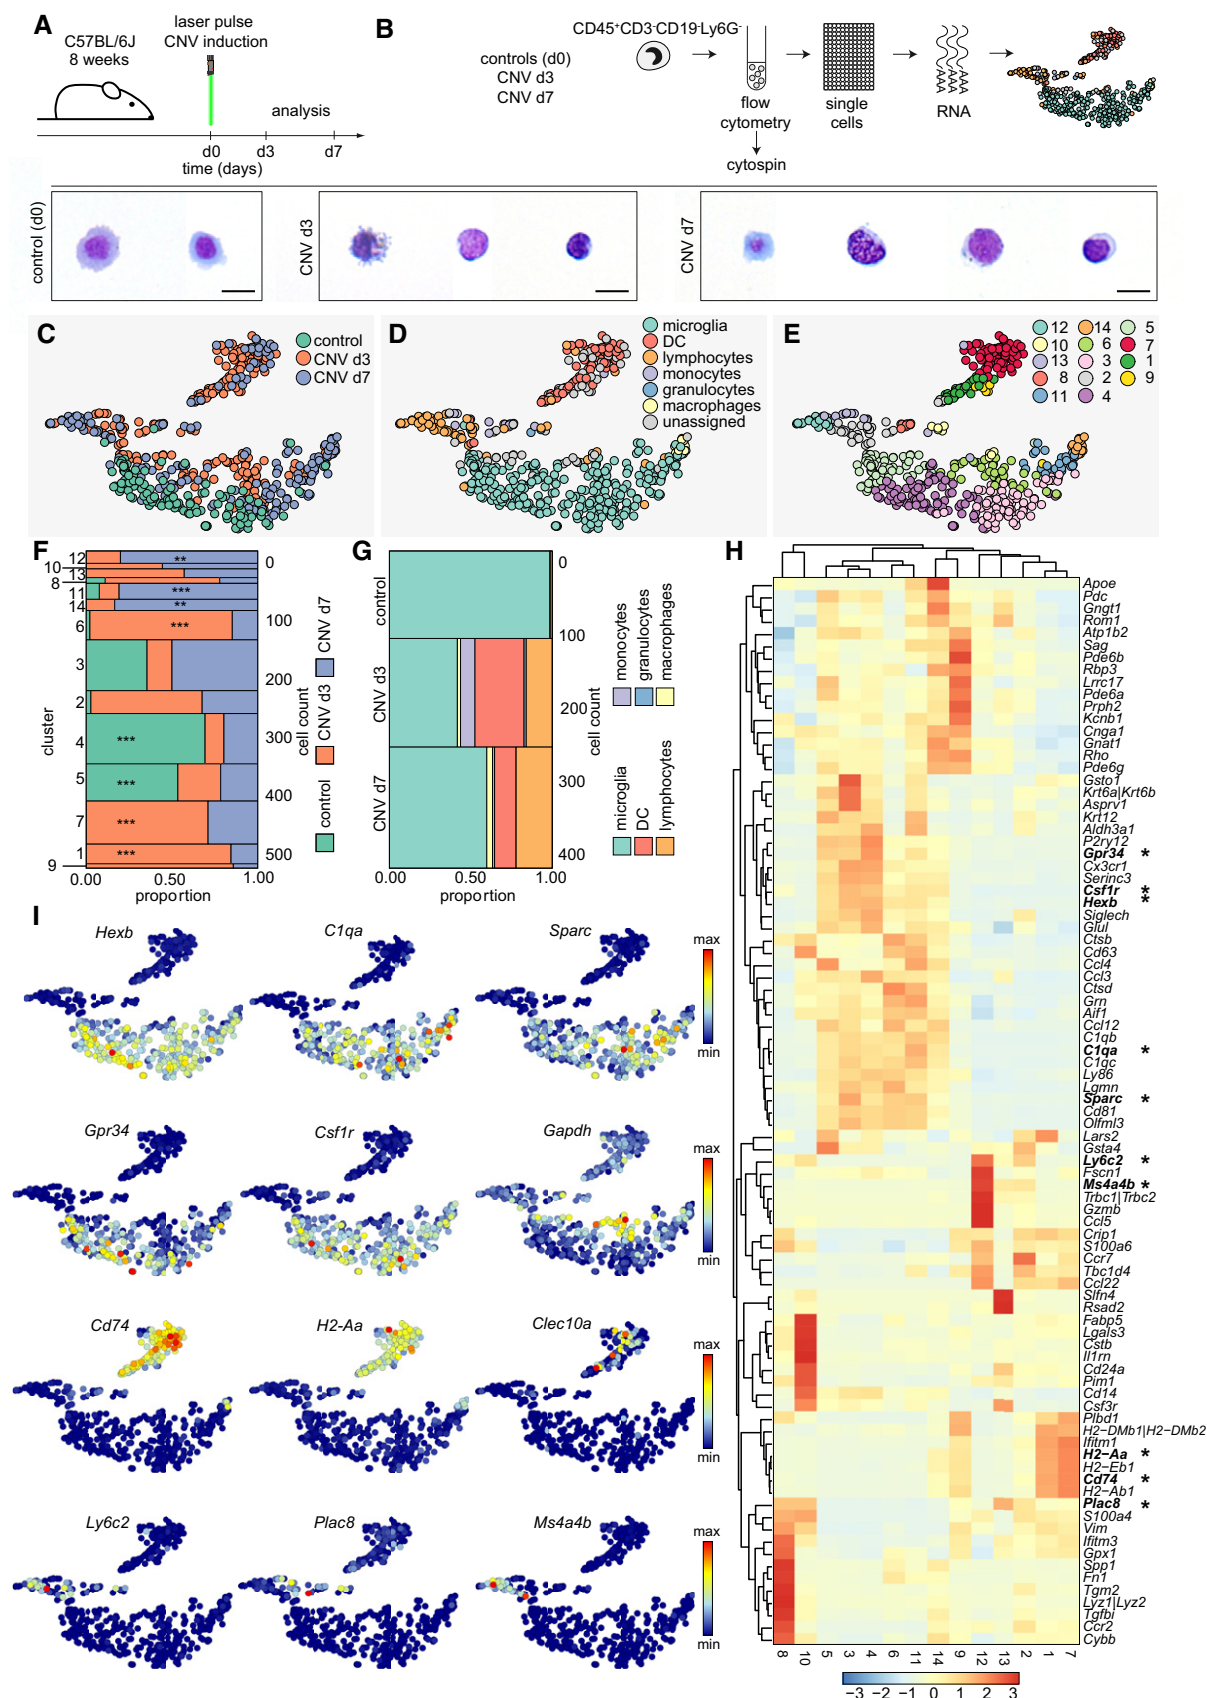 A
C57BL/6J
8 weeks
laser pulse
CNV induction
analysis
d0
d3
d7
time (days)
B
controls (d0)
CNV d3
CNV d7
CD45⁺CD3⁻CD19⁻Ly6G⁻
flow
cytometry
cytospin
single
cells
RNA
control (d0)
CNV d3
CNV d7
C
control
CNV d3
CNV d7
D
microglia
DC
lymphocytes
monocytes
granulocytes
macrophages
unassigned
E
12
14
5
10
6
7
13
3
1
8
2
9
11
4
F
12
10
13
8
11
14
6
3
2
4
5
7
1
9
**
***
**
***
***
***
***
***
cluster
0
100
200
300
400
500
cell count
0.00
0.50
1.00
proportion
control
CNV d3
CNV d7
G
control
CNV d3
CNV d7
0
100
200
300
400
cell count
0.00
0.50
1.00
proportion
monocytes
granulocytes
macrophages
microglia
DC
lymphocytes
H
Apoe
Pdc
Gngt1
Rom1
Atp1b2
Sag
Pde6b
Rbp3
Lrrc17
Pde6a
Prph2
Kcnb1
Cnga1
Gnat1
Rho
Pde6g
Gsto1
Krt6a|Krt6b
Asprv1
Krt12
Aldh3a1
P2ry12
Gpr34 *
Cx3cr1
Serinc3
Csf1r *
Hexb *
Siglech
Glul
Ctsb
Cd63
Ccl4
Ccl3
Ctsd
Grn
Aif1
Ccl12
C1qb
C1qa *
C1qc
Ly86
Lgmn
Sparc *
Cd81
Olfml3
Lars2
Gsta4
Ly6c2 *
Fscn1
Ms4a4b *
Trbc1|Trbc2
Gzmb
Ccl5
Crip1
S100a6
Ccr7
Tbc1d4
Ccl22
Slfn4
Rsad2
Fabp5
Lgals3
Cstb
Il1rn
Cd24a
Pim1
Cd14
Csf3r
Plbd1
H2−DMb1|H2−DMb2
Ifitm1
H2−Aa *
H2−Eb1
Cd74 *
H2−Ab1
Plac8 *
S100a4
Vim
Ifitm3
Gpx1
Spp1
Fn1
Tgm2
Lyz1|Lyz2
Tgfbi
Ccr2
Cybb
8
10
5
3
4
6
11
14
9
12
13
2
1
7
−3 −2 −1 0 1 2 3
I
Hexb
C1qa
Sparc
max
min
Gpr34
Csf1r
Gapdh
max
min
Cd74
H2-Aa
Clec10a
max
min
Ly6c2
Plac8
Ms4a4b
max
min